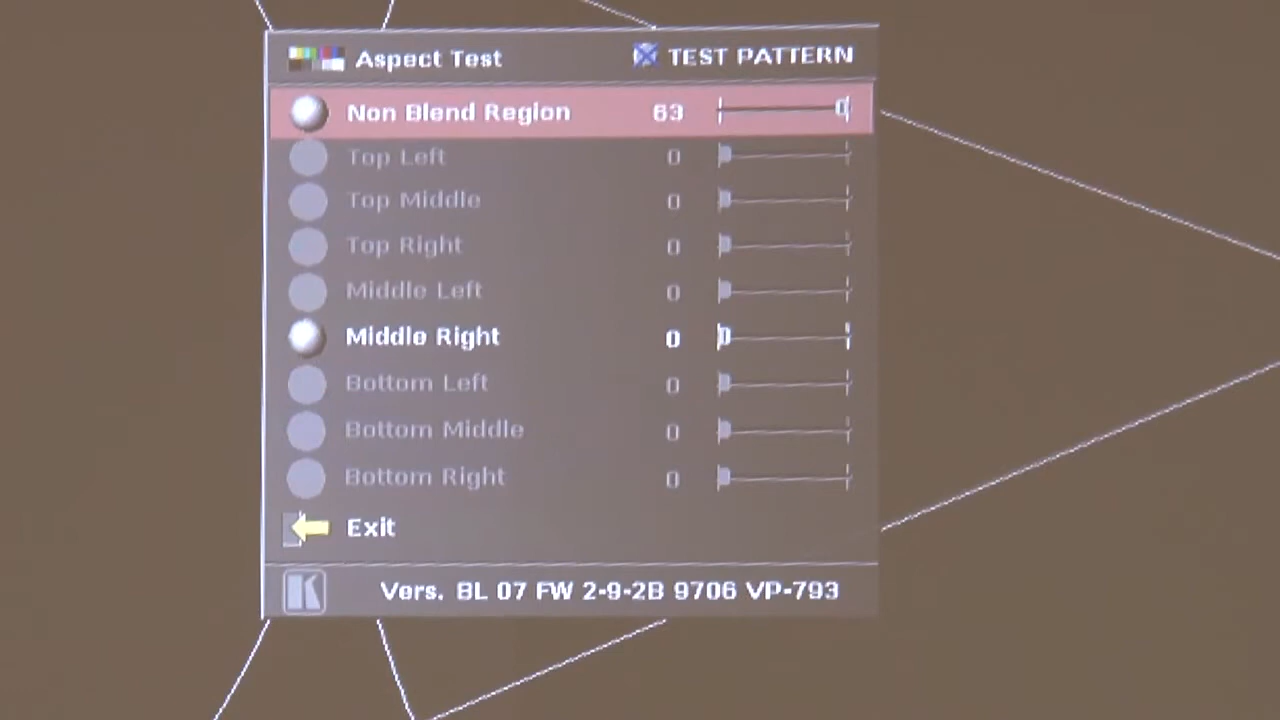 Aspect Test TEST PATTERN
Non Blend Region 63
Top Left 0
Top Middle 0
Top Right 0
Middle Left 0
Middle Right 0
Bottom Left 0
Bottom Middle 0
Bottom Right 0
Exit
K Vers. BL 07 FW 2-9-2B 9706 VP-793